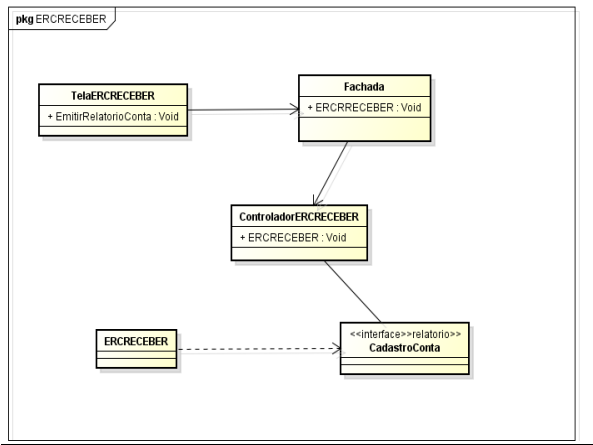 pkg ERCRECEBER
TelaERCRECEBER
+ EmitirRelatorioConta : Void
Fachada
+ ERCRRECEBER : Void
ControladorERCRECEBER
+ ERCRECEBER : Void
ERCRECEBER
<<interface>>relatorio>>
CadastroConta